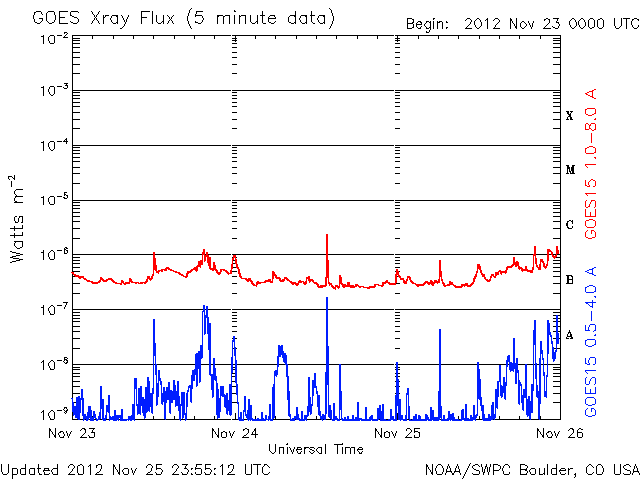 GOES Xray Flux (5 minute data)
Begin: 2012 Nov 23 0000 UTC
10⁻²
10⁻³
10⁻⁴
10⁻⁵
10⁻⁶
10⁻⁷
10⁻⁸
10⁻⁹
Watts m⁻²
X
M
C
B
A
GOES15 1.0-8.0 A
GOES15 0.5-4.0 A
Nov 23
Nov 24
Nov 25
Nov 26
Universal Time
Updated 2012 Nov 25 23:55:12 UTC
NOAA/SWPC Boulder, CO USA